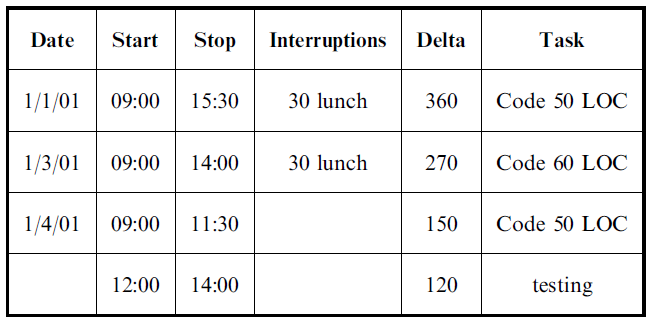 Date Start Stop Interruptions Delta Task
1/1/01 09:00 15:30 30 lunch 360 Code 50 LOC
1/3/01 09:00 14:00 30 lunch 270 Code 60 LOC
1/4/01 09:00 11:30 150 Code 50 LOC
12:00 14:00 120 testing